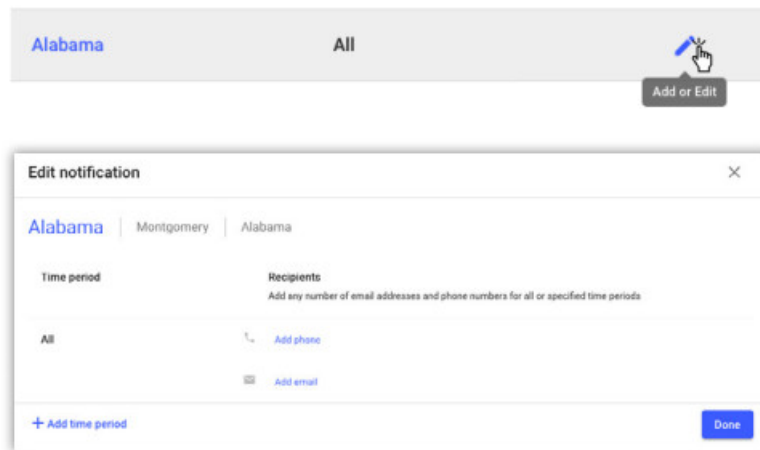 Alabama All
Add or Edit
Edit notification
Alabama Montgomery Alabama
Time period Recipients
Add any number of email addresses and phone numbers for all or specified time periods
All Add phone
Add email
+ Add time period Done